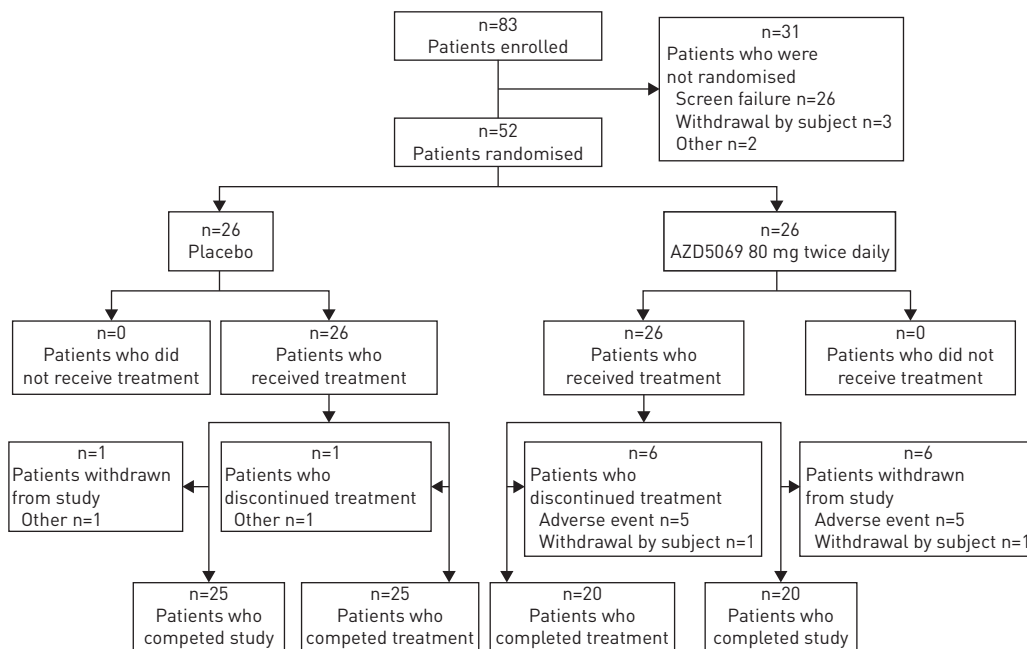 n=83
Patients enrolled
n=31
Patients who were
not randomised
Screen failure n=26
Withdrawal by subject n=3
Other n=2
n=52
Patients randomised
n=26
Placebo
n=26
AZD5069 80 mg twice daily
n=0
Patients who did
not receive treatment
n=26
Patients who
received treatment
n=26
Patients who
received treatment
n=0
Patients who did not
receive treatment
n=1
Patients withdrawn
from study
Other n=1
n=1
Patients who
discontinued treatment
Other n=1
n=6
Patients who
discontinued treatment
Adverse event n=5
Withdrawal by subject n=1
n=6
Patients withdrawn
from study
Adverse event n=5
Withdrawal by subject n=1
n=25
Patients who
competed study
n=25
Patients who
competed treatment
n=20
Patients who
completed treatment
n=20
Patients who
completed study